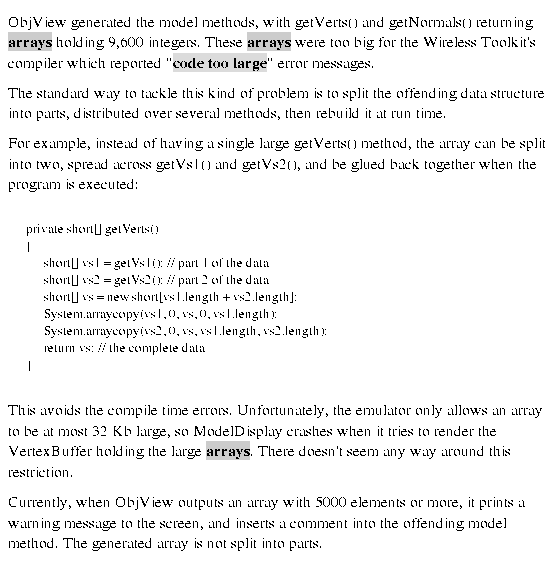 ObjView generated the model methods, with getVerts() and getNormals() returning
arrays holding 9,600 integers. These arrays were too big for the Wireless Toolkit's
compiler which reported "code too large" error messages.
The standard way to tackle this kind of problem is to split the offending data structure
into parts, distributed over several methods, then rebuild it at run time.
For example, instead of having a single large getVerts() method, the array can be split
into two, spread across getVs1() and getVs2(), and be glued back together when the
program is executed:
private short[] getVerts()
{
short[] vs1 = getVs1(); // part 1 of the data
short[] vs2 = getVs2(); // part 2 of the data
short[] vs = new short[vs1.length + vs2.length];
System.arraycopy(vs1,0, vs,0, vs1.length);
System.arraycopy(vs2,0, vs, vs1.length, vs2.length);
return vs; // the complete data
}
This avoids the compile time errors. Unfortunately, the emulator only allows an array
to be at most 32 Kb large, so ModelDisplay crashes when it tries to render the
VertexBuffer holding the large arrays. There doesn't seem any way around this
restriction.
Currently, when ObjView outputs an array with 5000 elements or more, it prints a
warning message to the screen, and inserts a comment into the offending model
method. The generated array is not split into parts.